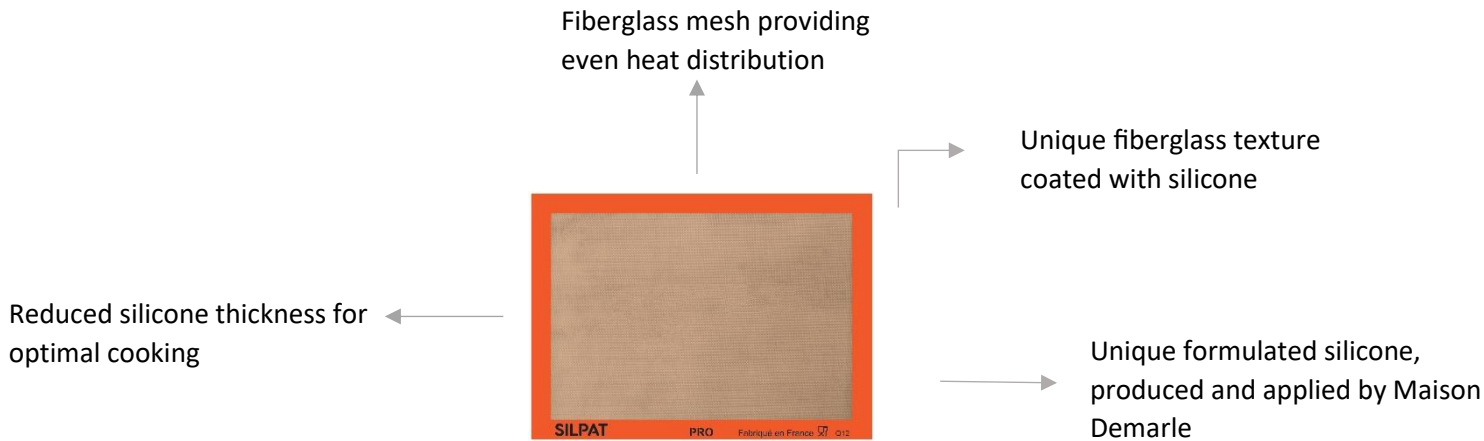 Fiberglass mesh providing
even heat distribution
Unique fiberglass texture
coated with silicone
Reduced silicone thickness for
optimal cooking
Unique formulated silicone,
produced and applied by Maison
Demarle
SILPAT PRO Fabriqué en France Q12